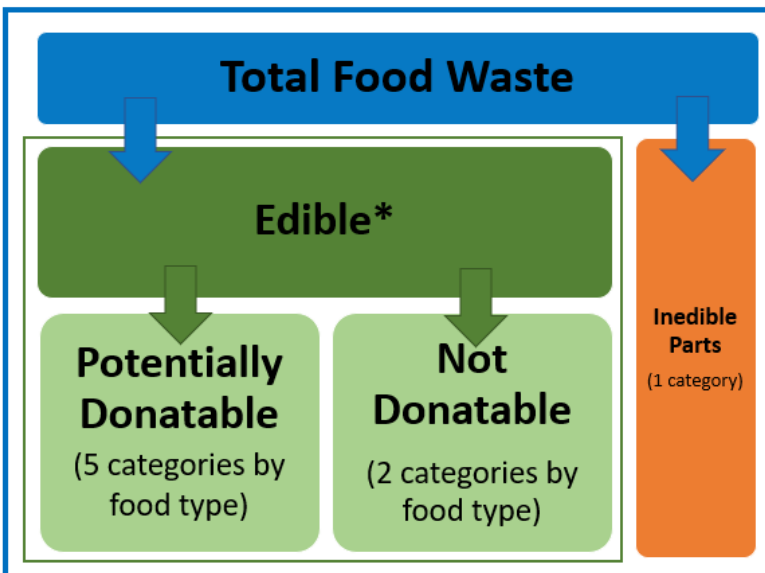 Total Food Waste
Edible*
Potentially
Donatable
(5 categories by
food type)
Not
Donatable
(2 categories by
food type)
Inedible
Parts
(1 category)